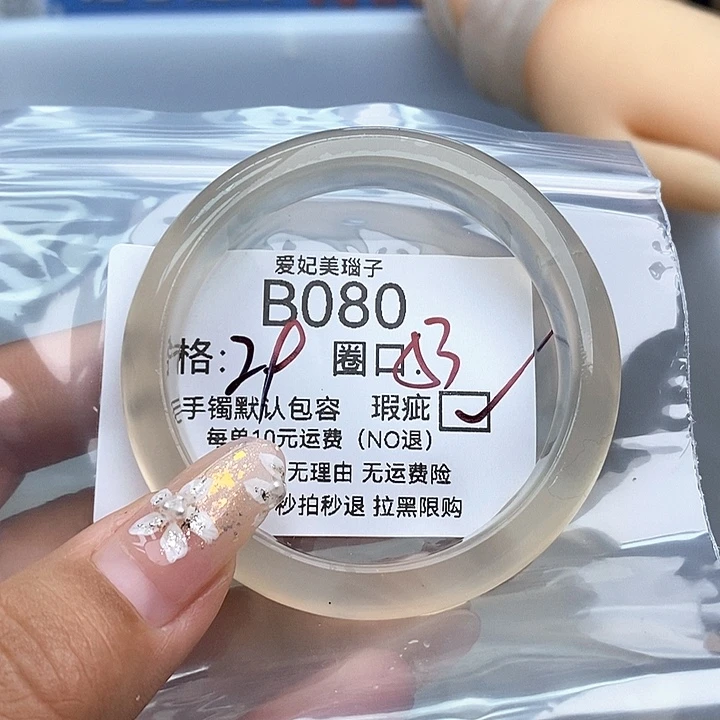 爱妃美瑙子
B080
格: 圈口: 53
手镯默认包容 瑕疵 ✓
每单10元运费（NO退）
无理由 无运费险
秒拍秒退 拉黑限购